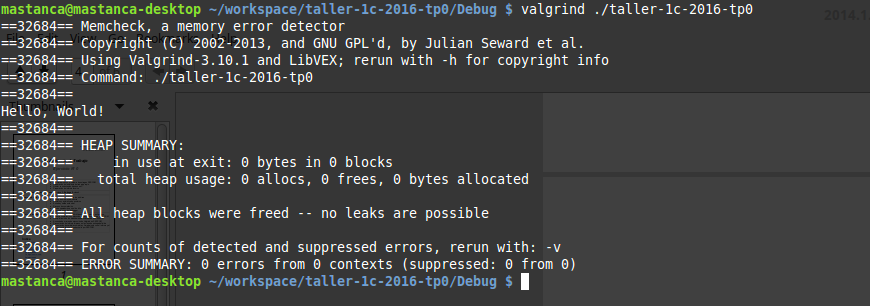 mastanca@mastanca-desktop ~/workspace/taller-1c-2016-tp0/Debug $ valgrind ./taller-1c-2016-tp0
==32684== Memcheck, a memory error detector
==32684== Copyright (C) 2002-2013, and GNU GPL'd, by Julian Seward et al.
==32684== Using Valgrind-3.10.1 and LibVEX; rerun with -h for copyright info
==32684== Command: ./taller-1c-2016-tp0
==32684==
Hello, World!
==32684==
==32684== HEAP SUMMARY:
==32684==     in use at exit: 0 bytes in 0 blocks
==32684==   total heap usage: 0 allocs, 0 frees, 0 bytes allocated
==32684==
==32684== All heap blocks were freed -- no leaks are possible
==32684==
==32684== For counts of detected and suppressed errors, rerun with: -v
==32684== ERROR SUMMARY: 0 errors from 0 contexts (suppressed: 0 from 0)
mastanca@mastanca-desktop ~/workspace/taller-1c-2016-tp0/Debug $